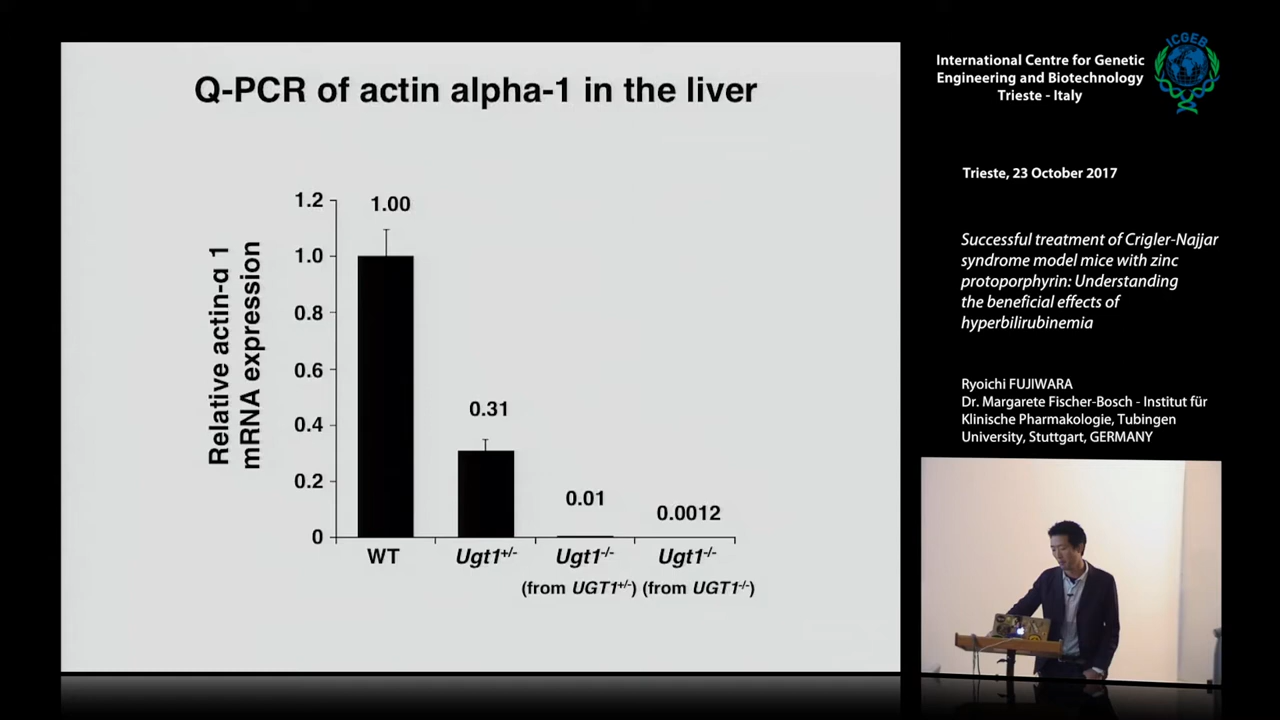 Q-PCR of actin alpha-1 in the liver
Relative actin-α 1
mRNA expression
1.2
1.0
0.8
0.6
0.4
0.2
0
1.00
0.31
0.01
0.0012
WT
Ugt1+/-
Ugt1-/-
Ugt1-/-
(from UGT1+/-) (from UGT1-/-)
International Centre for Genetic
Engineering and Biotechnology
Trieste - Italy
ICGEB
Trieste, 23 October 2017
Successful treatment of Crigler-Najjar
syndrome model mice with zinc
protoporphyrin: Understanding
the beneficial effects of
hyperbilirubinemia
Ryoichi FUJIWARA
Dr. Margarete Fischer-Bosch - Institut für
Klinische Pharmakologie, Tubingen
University, Stuttgart, GERMANY